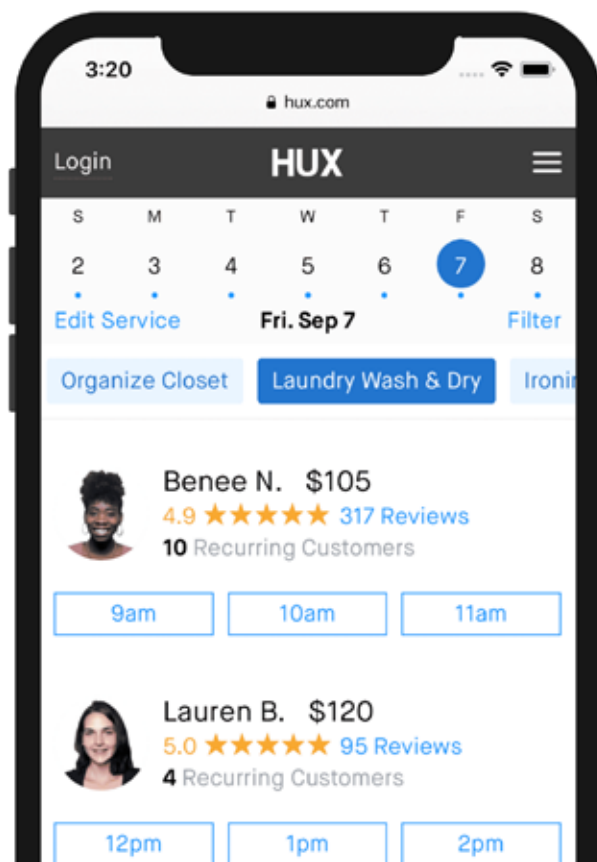 3:20
hux.com
Login HUX
S M T W T F S
2 3 4 5 6 7 8
Edit Service Fri. Sep 7 Filter
Organize Closet Laundry Wash & Dry
Benee N. $105
4.9 ★★★★★ 317 Reviews
10 Recurring Customers
9am 10am 11am
Lauren B. $120
5.0 ★★★★★ 95 Reviews
4 Recurring Customers
12pm 1pm 2pm